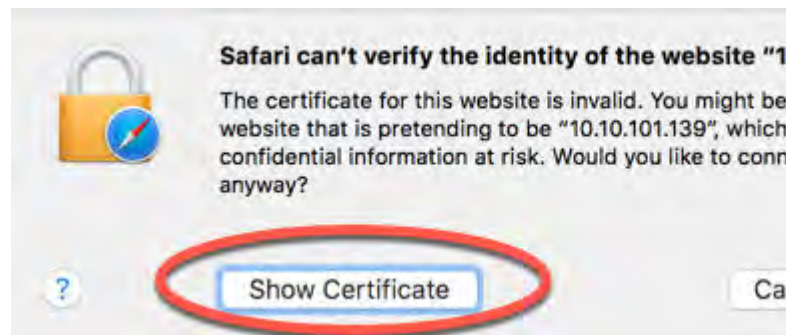 Safari can't verify the identity of the website "1
The certificate for this website is invalid. You might be
website that is pretending to be "10.10.101.139", which
confidential information at risk. Would you like to conn
anyway?
?
Show Certificate
Ca